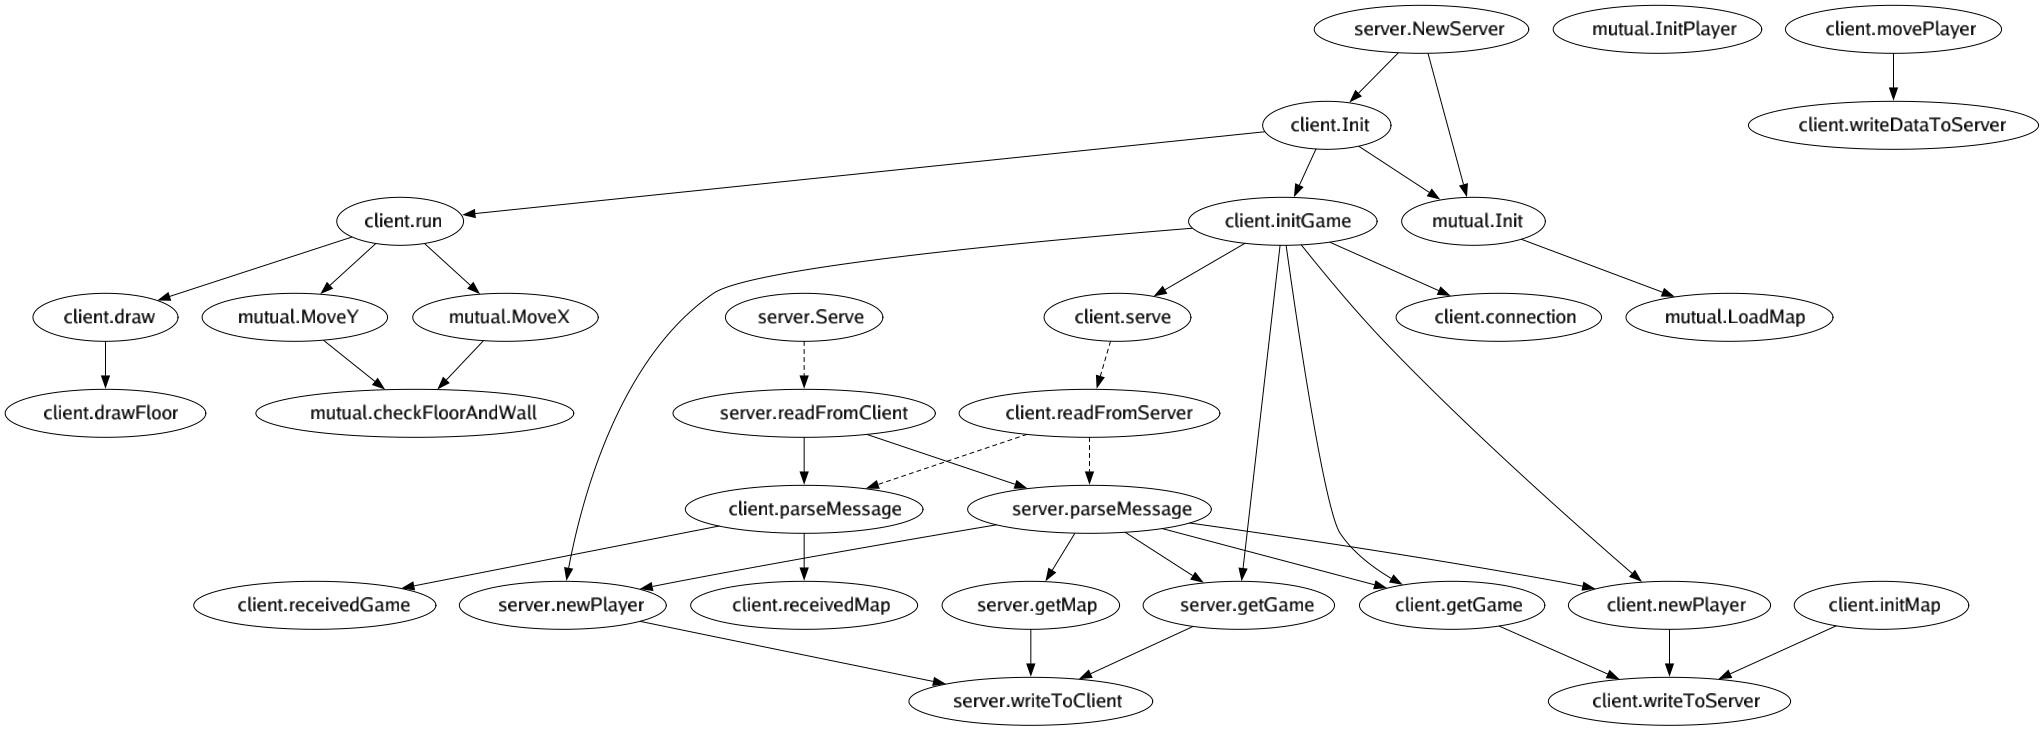 server.NewServer
mutual.InitPlayer
client.movePlayer
client.Init
client.writeDataToServer
client.run
client.initGame
mutual.Init
client.draw
mutual.MoveY
mutual.MoveX
server.Serve
client.serve
client.connection
mutual.LoadMap
client.drawFloor
mutual.checkFloorAndWall
server.readFromClient
client.readFromServer
client.parseMessage
server.parseMessage
client.receivedGame
server.newPlayer
client.receivedMap
server.getMap
server.getGame
client.getGame
client.newPlayer
client.initMap
server.writeToClient
client.writeToServer